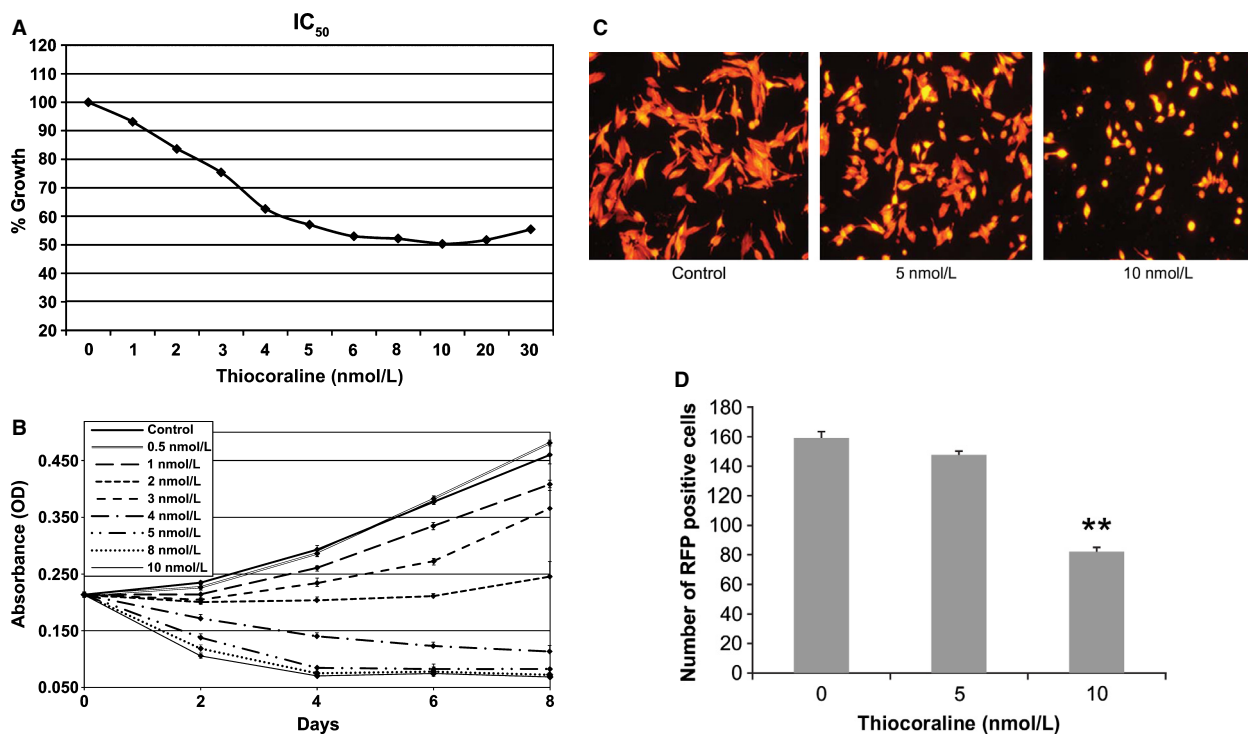 A
IC50
120
110
100
90
80
70
60
50
40
30
20
% Growth
0 1 2 3 4 5 6 8 10 20 30
Thiocoraline (nmol/L)
B
Control
0.5 nmol/L
1 nmol/L
2 nmol/L
3 nmol/L
4 nmol/L
5 nmol/L
8 nmol/L
10 nmol/L
0.450
0.350
0.250
0.150
0.050
Absorbance (OD)
0 2 4 6 8
Days
C
Control 5 nmol/L 10 nmol/L
D
180
160
140
120
100
80
60
40
20
0
Number of RFP positive cells
**
0 5 10
Thiocoraline (nmol/L)